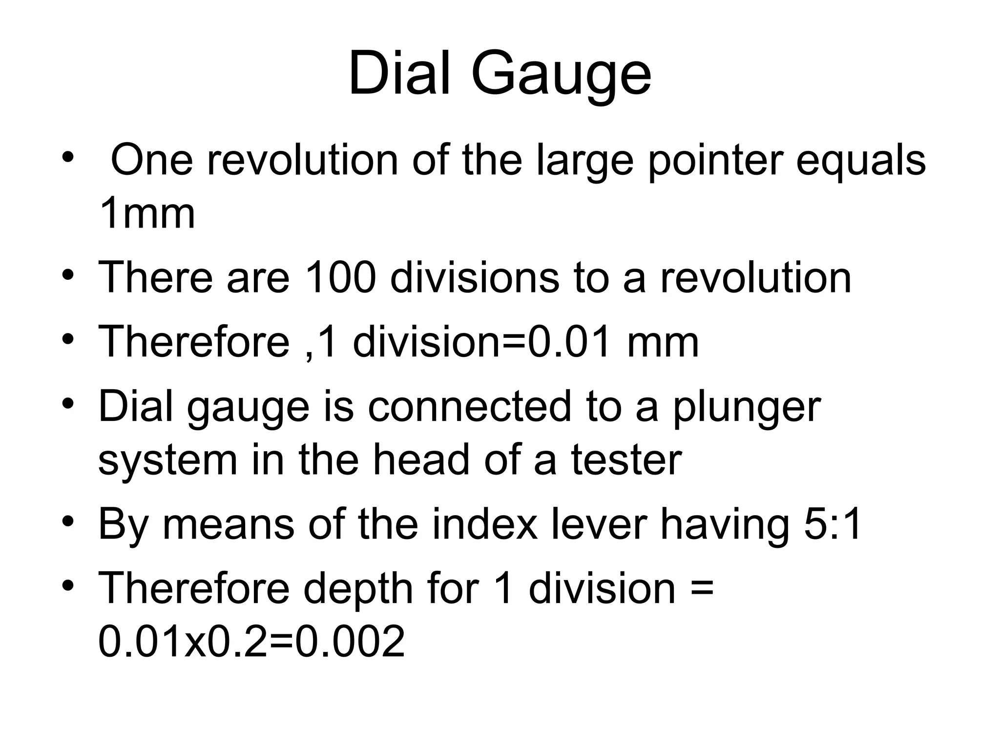 Dial Gauge
• One revolution of the large pointer equals
1mm
• There are 100 divisions to a revolution
• Therefore ,1 division=0.01 mm
• Dial gauge is connected to a plunger
system in the head of a tester
• By means of the index lever having 5:1
• Therefore depth for 1 division =
0.01x0.2=0.002